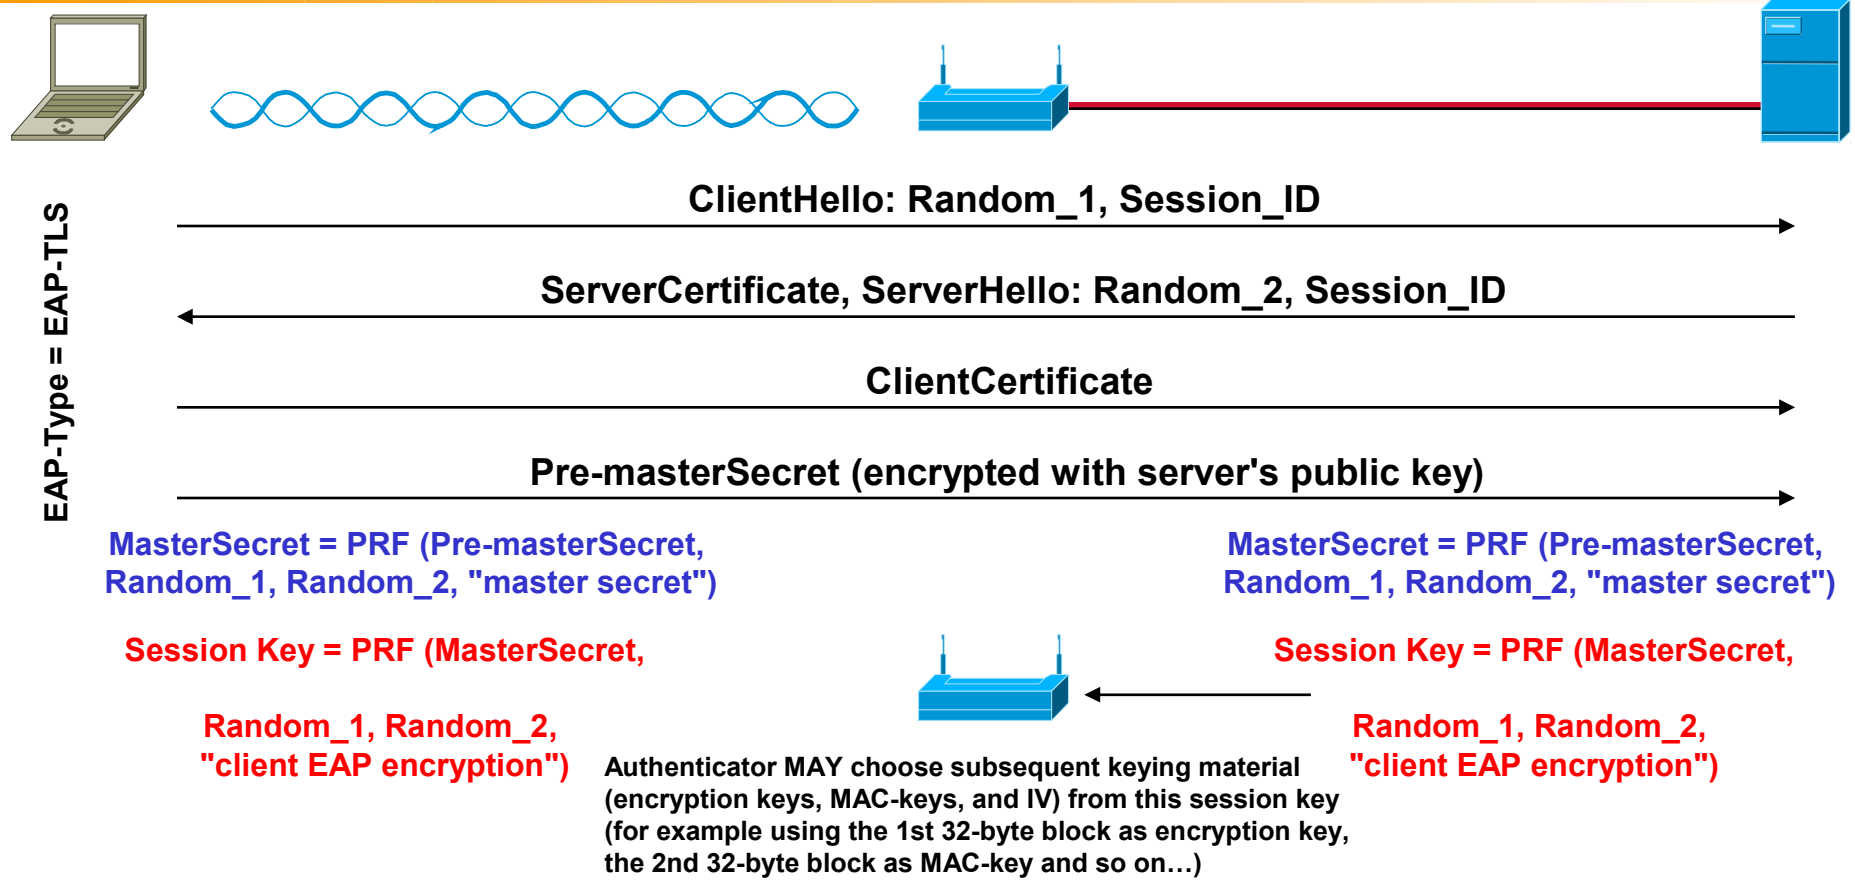 ClientHello: Random_1, Session_ID
EAP-Type = EAP-TLS
ServerCertificate, ServerHello: Random_2, Session_ID
ClientCertificate
Pre-masterSecret (encrypted with server's public key)
MasterSecret = PRF (Pre-masterSecret,
Random_1, Random_2, "master secret")
MasterSecret = PRF (Pre-masterSecret,
Random_1, Random_2, "master secret")
Session Key = PRF (MasterSecret,
Random_1, Random_2,
"client EAP encryption")
Session Key = PRF (MasterSecret,
Random_1, Random_2,
"client EAP encryption")
Authenticator MAY choose subsequent keying material
(encryption keys, MAC-keys, and IV) from this session key
(for example using the 1st 32-byte block as encryption key,
the 2nd 32-byte block as MAC-key and so on…)